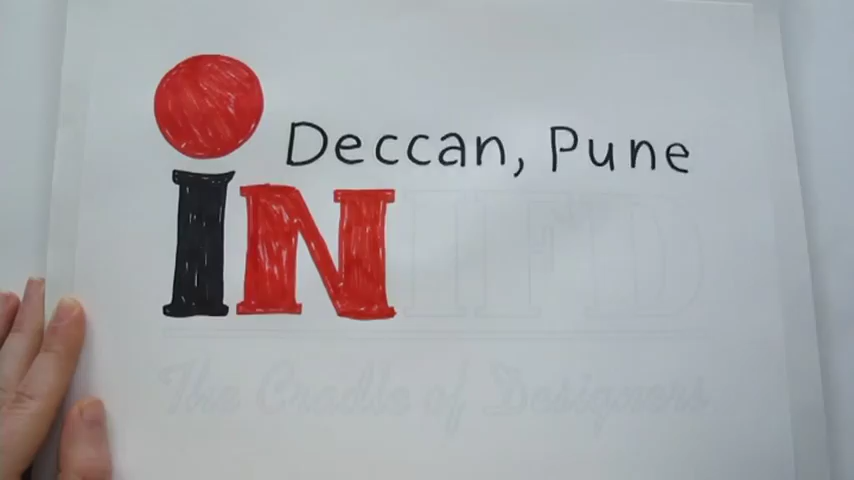 Deccan, Pune
iNIFD
The Cradle of Designers